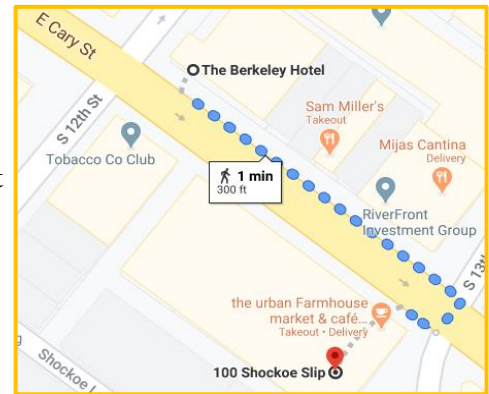 E Cary St
The Berkeley Hotel
S 12th St
Sam Miller's
Takeout
Tobacco Co Club
Mijas Cantina
Delivery
1 min
300 ft
RiverFront
Investment Group
S 13th
the urban Farmhouse
market & café...
Takeout • Delivery
Shockoe
100 Shockoe Slip